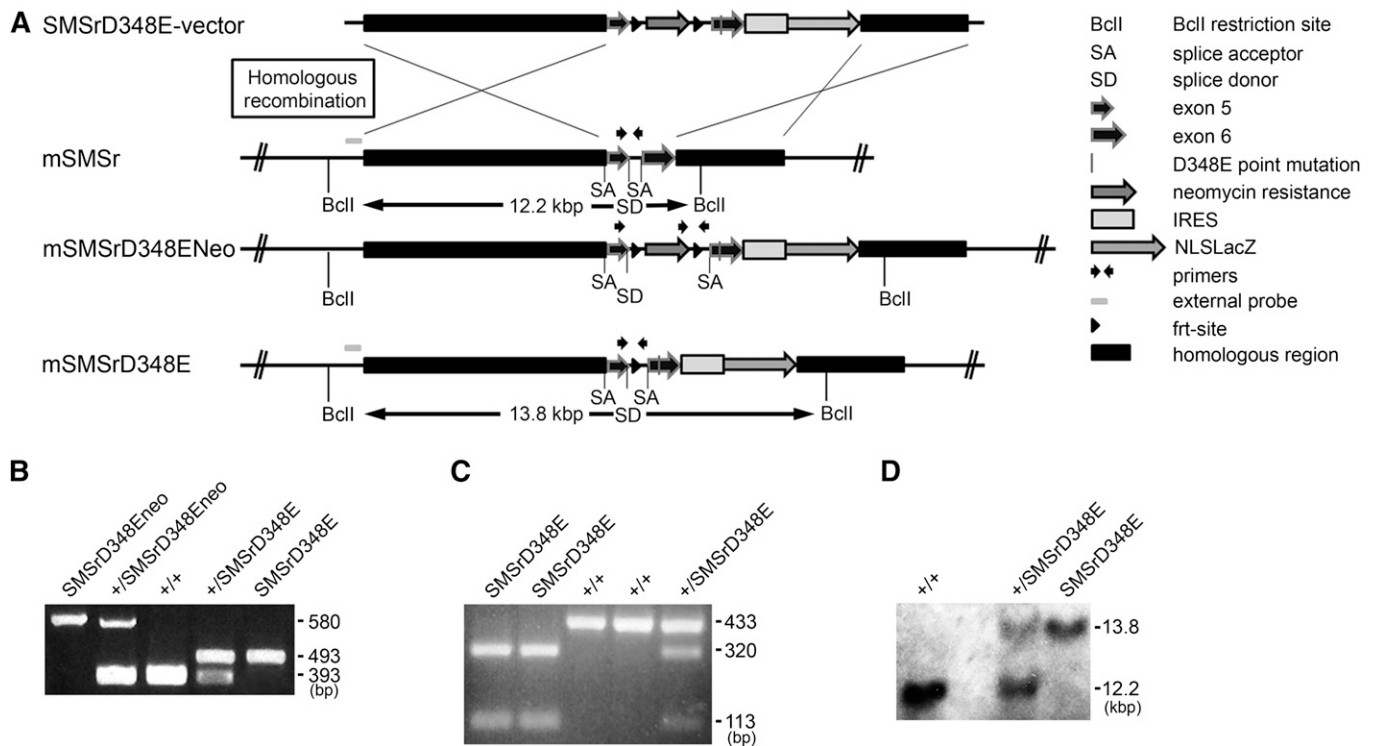 A
SMSrD348E-vector
Homologous
recombination
mSMSr
SA
SA
BclI
12.2 kbp
SD
BclI
mSMSrD348ENeo
SA
SD
SA
BclI
BclI
mSMSrD348E
SA
SA
BclI
13.8 kbp
SD
BclI
BclI BclI restriction site
SA splice acceptor
SD splice donor
exon 5
exon 6
D348E point mutation
neomycin resistance
IRES
NLSLacZ
primers
external probe
frt-site
homologous region
B
SMSrD348Eneo
+/SMSrD348Eneo
+/+
+/SMSrD348E
SMSrD348E
-580
-493
-393
(bp)
C
SMSrD348E
SMSrD348E
+/+
+/+
+/SMSrD348E
-433
-320
-113
(bp)
D
+/+
+/SMSrD348E
SMSrD348E
-13.8
-12.2
(kbp)